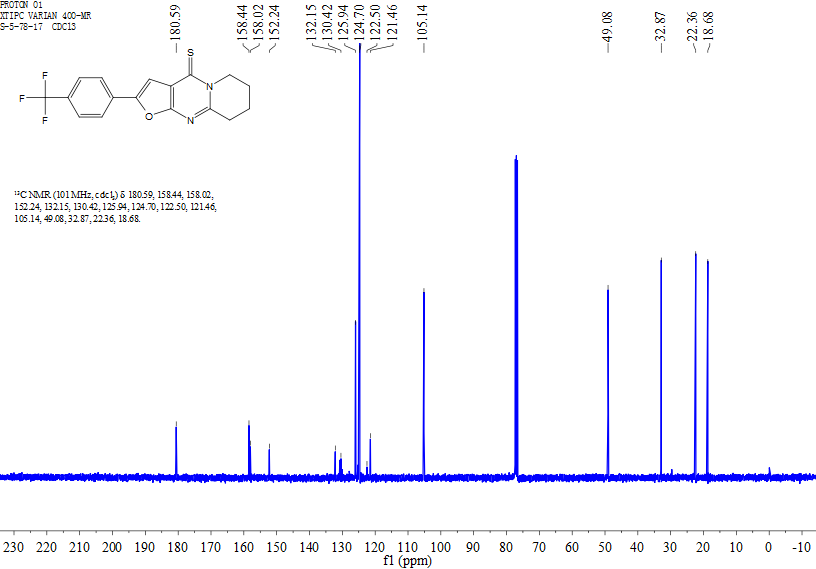 PROTON 01
XTIPC VARIAN 400-MR
S-5-78-17 CDCl3
180.59
158.44
158.02
152.24
132.15
130.42
125.94
124.70
122.50
121.46
105.14
49.08
32.87
22.36
18.68
S
F
F
F
N
O
N
¹³C NMR (101 MHz, cdcl₃) δ 180.59, 158.44, 158.02,
152.24, 132.15, 130.42, 125.94, 124.70, 122.50, 121.46,
105.14, 49.08, 32.87, 22.36, 18.68.
230 220 210 200 190 180 170 160 150 140 130 120 110 100 90 80 70 60 50 40 30 20 10 0 -10
f1 (ppm)